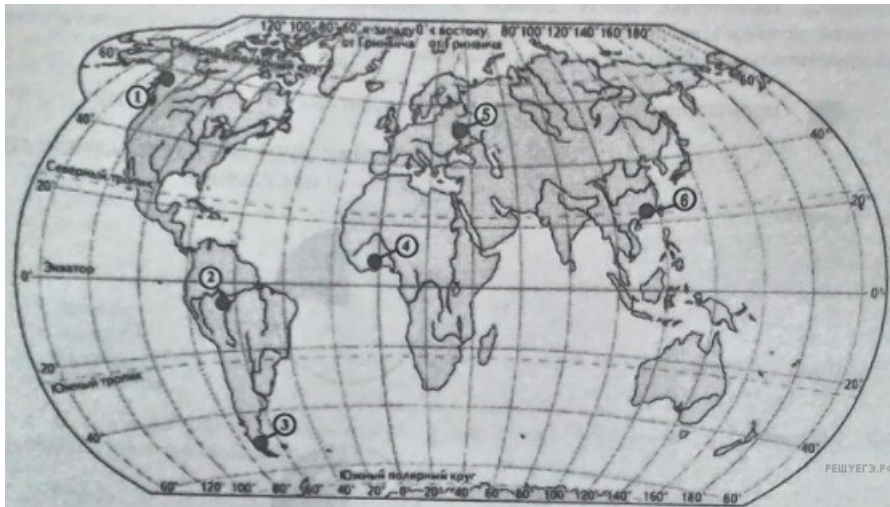 120° 100° 80° 60° к западу 0° к востоку 80° 100° 120° 140° 160° 180°
от Гринвича от Гринвича
Северный полярный круг
60° 60°
1 5
40° 40°
Северный тропик
20° 20°
6
4
Экватор
0° 0°
2
20° 20°
Южный тропик
3
40° 40°
Южный полярный круг
60° 120° 100° 80° 60° 40° 20° 0° 20° 40° 60° 80° 100° 120° 140° 160° 180° 60°
РЕШУЕГЭ.РФ